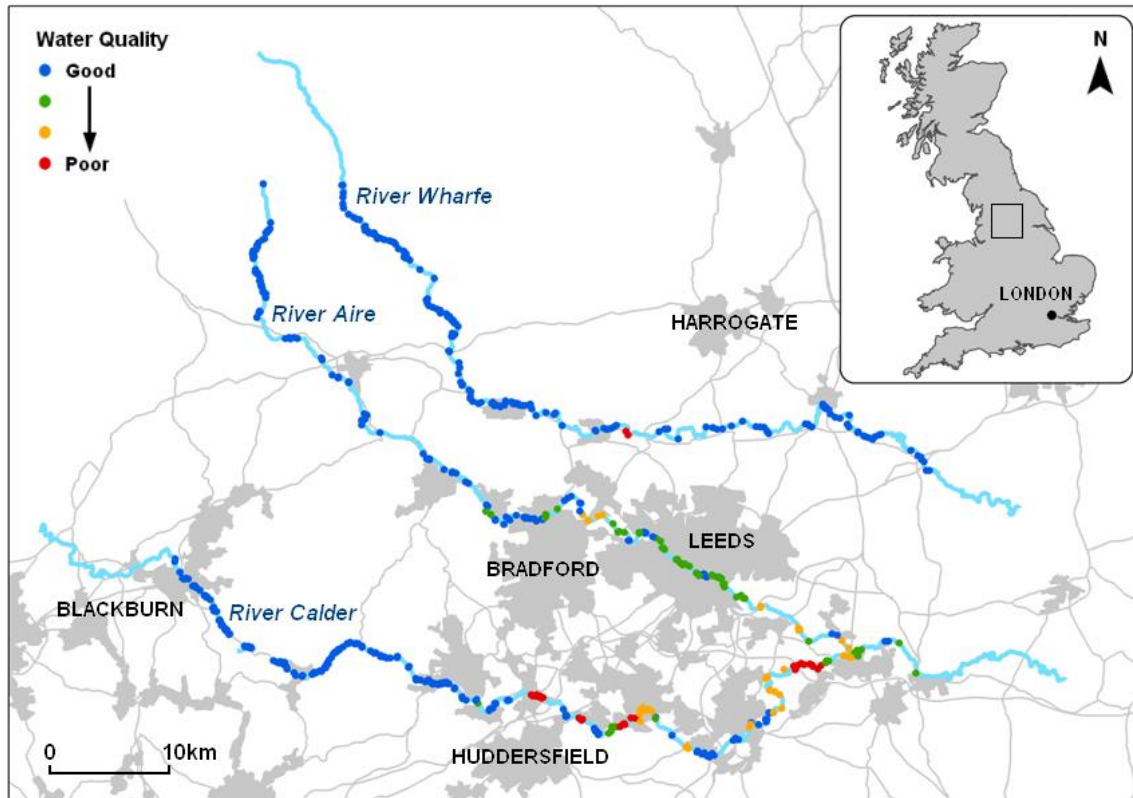 Water Quality
Good
Poor
River Wharfe
River Aire
HARROGATE
N
LONDON
LEEDS
BRADFORD
BLACKBURN
River Calder
HUDDERSFIELD
0 10km